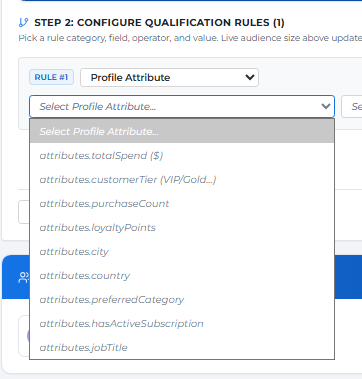 STEP 2: CONFIGURE QUALIFICATION RULES (1)
Pick a rule category, field, operator, and value. Live audience size above update
RULE #1
Profile Attribute
Select Profile Attribute...
Se
Select Profile Attribute...
attributes.totalSpend ($)
attributes.customerTier (VIP/Gold...)
attributes.purchaseCount
attributes.loyaltyPoints
attributes.city
attributes.country
attributes.preferredCategory
attributes.hasActiveSubscription
attributes.jobTitle